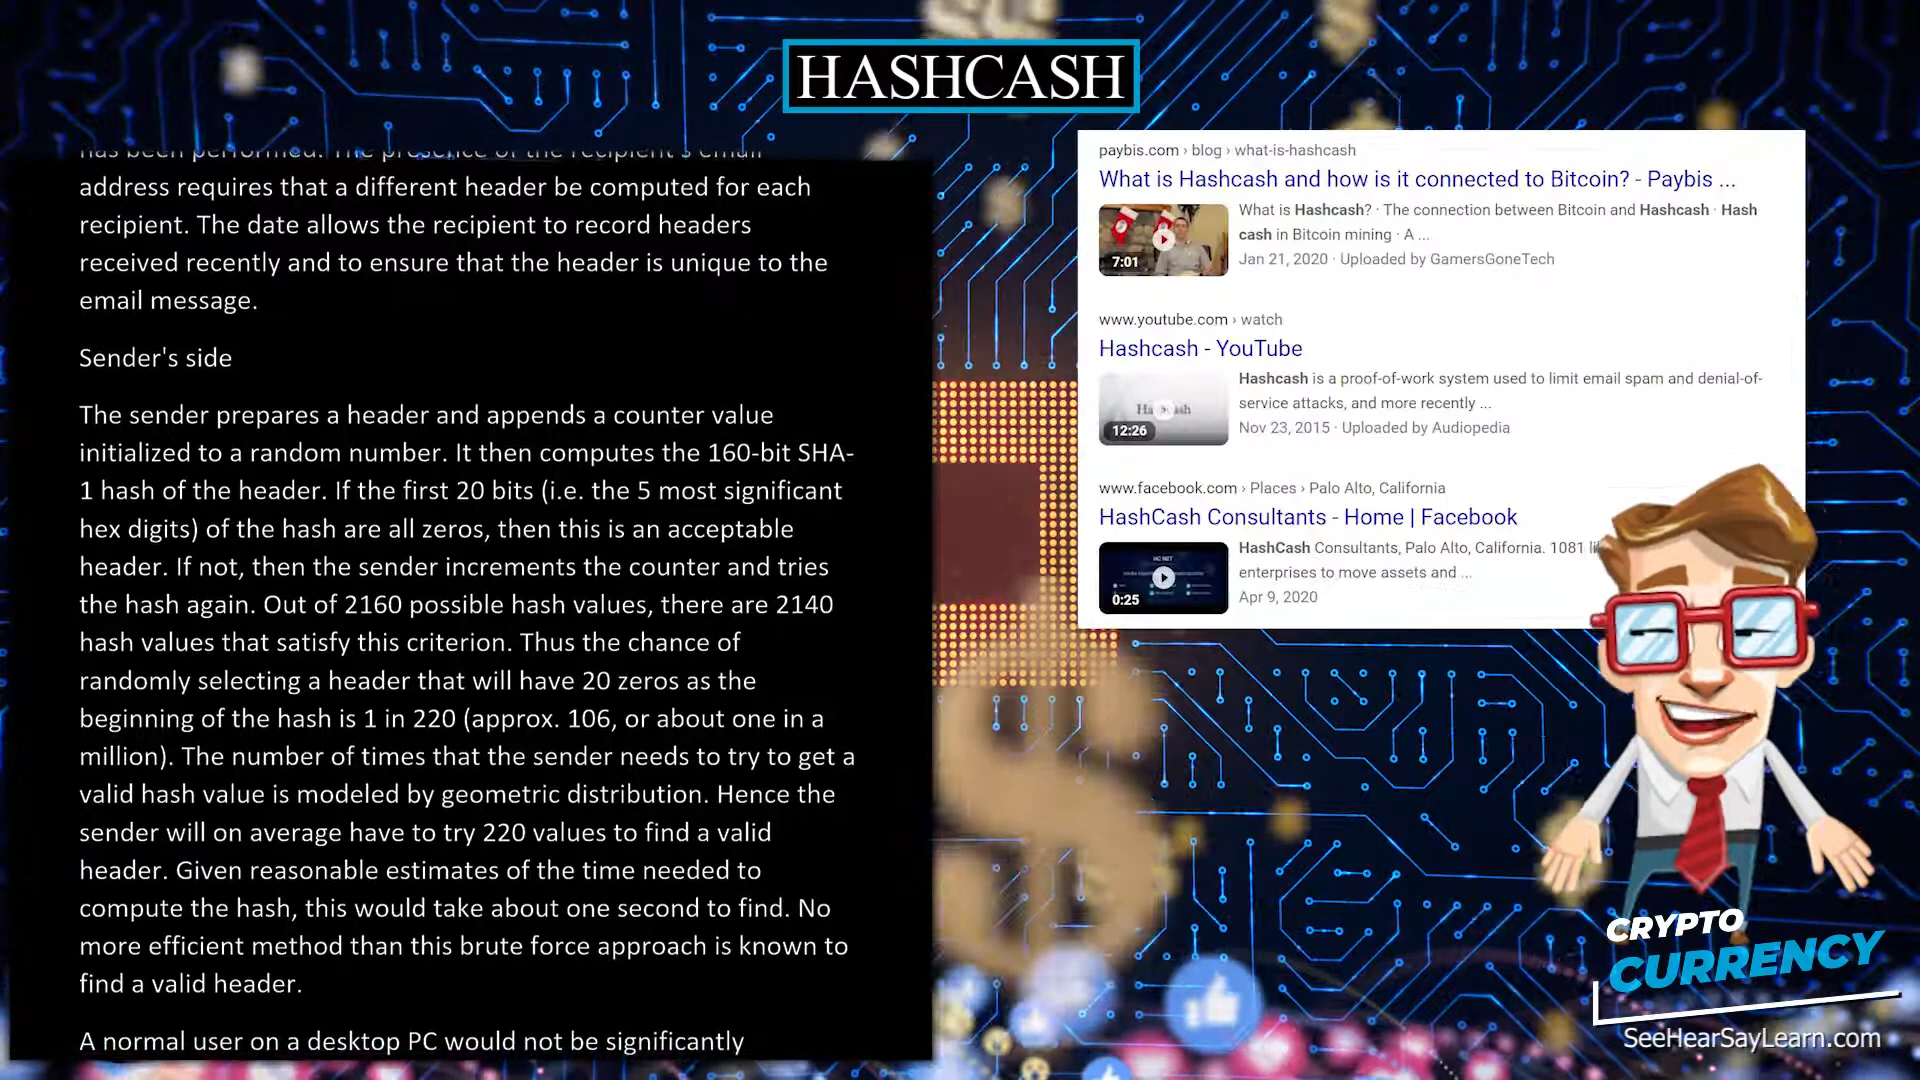 HASHCASH
has been performed. The presence of the recipient's email
address requires that a different header be computed for each
recipient. The date allows the recipient to record headers
received recently and to ensure that the header is unique to the
email message.
Sender's side
The sender prepares a header and appends a counter value
initialized to a random number. It then computes the 160-bit SHA-
1 hash of the header. If the first 20 bits (i.e. the 5 most significant
hex digits) of the hash are all zeros, then this is an acceptable
header. If not, then the sender increments the counter and tries
the hash again. Out of 2160 possible hash values, there are 2140
hash values that satisfy this criterion. Thus the chance of
randomly selecting a header that will have 20 zeros as the
beginning of the hash is 1 in 220 (approx. 106, or about one in a
million). The number of times that the sender needs to try to get a
valid hash value is modeled by geometric distribution. Hence the
sender will on average have to try 220 values to find a valid
header. Given reasonable estimates of the time needed to
compute the hash, this would take about one second to find. No
more efficient method than this brute force approach is known to
find a valid header.
A normal user on a desktop PC would not be significantly
paybis.com › blog › what-is-hashcash
What is Hashcash and how is it connected to Bitcoin? - Paybis ...
What is Hashcash? · The connection between Bitcoin and Hashcash · Hash
cash in Bitcoin mining · A ...
7:01
Jan 21, 2020 · Uploaded by GamersGoneTech
www.youtube.com › watch
Hashcash - YouTube
Hashcash is a proof-of-work system used to limit email spam and denial-of-
service attacks, and more recently ...
12:26
Nov 23, 2015 · Uploaded by Audiopedia
www.facebook.com › Places › Palo Alto, California
HashCash Consultants - Home | Facebook
HashCash Consultants, Palo Alto, California. 1081
enterprises to move assets and ...
0:25
Apr 9, 2020
CRYPTO
CURRENCY
SeeHearSayLearn.com